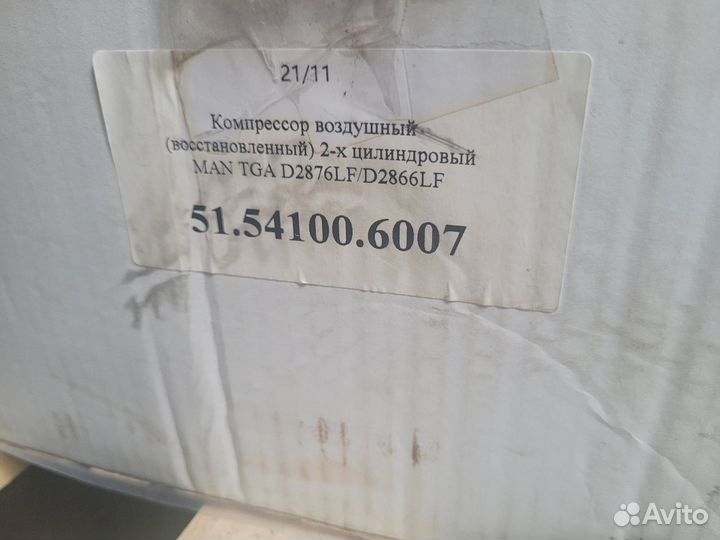 21/11
Компрессор воздушный
(восстановленный) 2-х цилиндровый
MAN TGA D2876LF/D2866LF
51.54100.6007
Avito